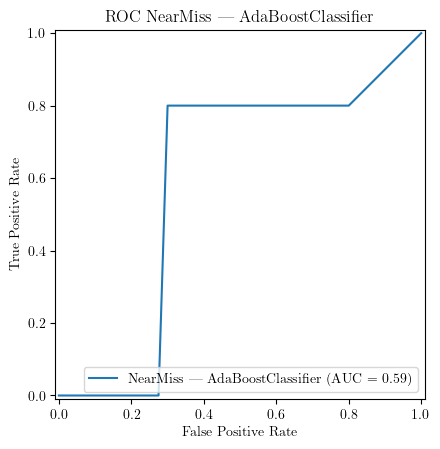 ROC NearMiss — AdaBoostClassifier
1.0
0.8
0.6
0.4
0.2
0.0
True Positive Rate
NearMiss — AdaBoostClassifier (AUC = 0.59)
0.0 0.2 0.4 0.6 0.8 1.0
False Positive Rate